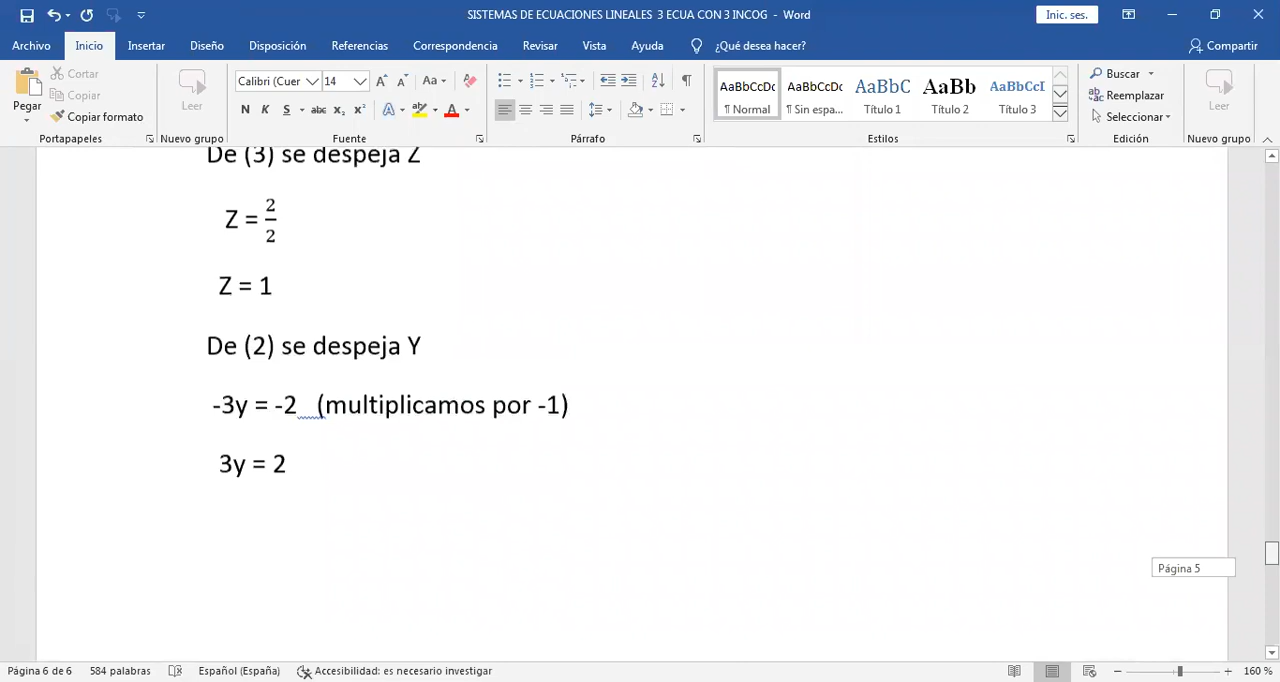 SISTEMAS DE ECUACIONES LINEALES 3 ECUA CON 3 INCOG - Word
Inic. ses.
Archivo Inicio Insertar Diseño Disposición Referencias Correspondencia Revisar Vista Ayuda ¿Qué desea hacer? Compartir
Pegar
Cortar
Copiar
Copiar formato
Portapapeles
Leer
Nuevo grupo
Calibri (Cuer 14
N K S abc x₂ x²
Fuente
Párrafo
AaBbCcDc AaBbCcDc AaBbC AaBb AaBbCcI
¶ Normal ¶ Sin espa... Título 1 Título 2 Título 3
Estilos
Buscar
Reemplazar
Seleccionar
Edición
Leer
Nuevo grupo
De (3) se despeja Z
Z = 2/2
Z = 1
De (2) se despeja Y
-3y = -2 (multiplicamos por -1)
3y = 2
Página 5
Página 6 de 6 584 palabras Español (España) Accesibilidad: es necesario investigar 160 %